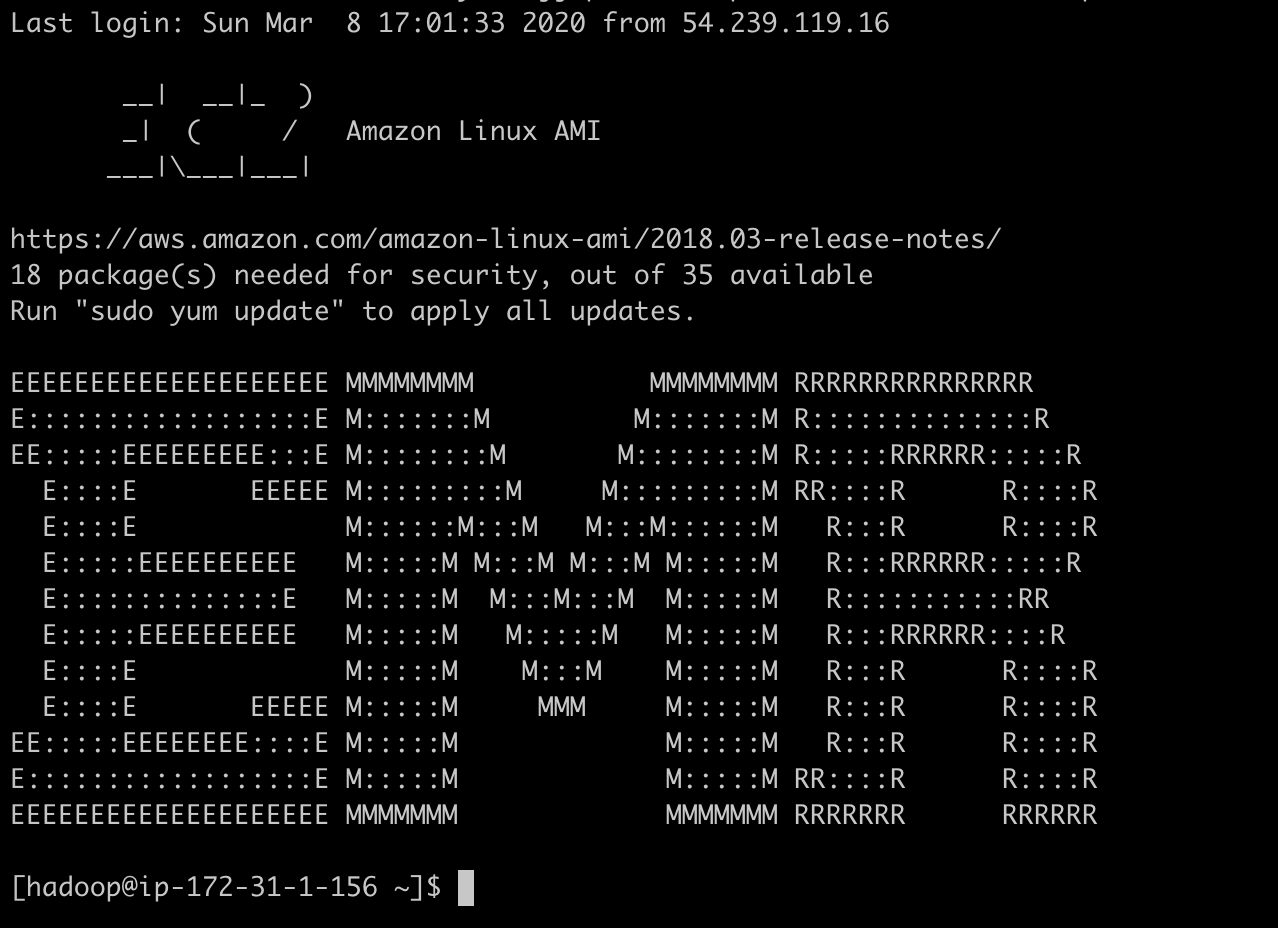 Last login: Sun Mar  8 17:01:33 2020 from 54.239.119.16

       __|  __|_  )
       _|  (     /   Amazon Linux AMI
      ___|\___|___|

https://aws.amazon.com/amazon-linux-ami/2018.03-release-notes/
18 package(s) needed for security, out of 35 available
Run "sudo yum update" to apply all updates.

EEEEEEEEEEEEEEEEEEEE MMMMMMMM           MMMMMMMM RRRRRRRRRRRRRRR
E::::::::::::::::::E M:::::::M         M:::::::M R::::::::::::::R
EE:::::EEEEEEEEE:::E M::::::::M       M::::::::M R:::::RRRRRR:::::R
  E::::E       EEEEE M:::::::::M     M:::::::::M RR::::R      R::::R
  E::::E             M::::::M:::M   M:::M::::::M   R:::R      R::::R
  E:::::EEEEEEEEEE   M:::::M M:::M M:::M M:::::M   R:::RRRRRR:::::R
  E::::::::::::::E   M:::::M  M:::M:::M  M:::::M   R:::::::::::RR
  E:::::EEEEEEEEEE   M:::::M   M:::::M   M:::::M   R:::RRRRRR::::R
  E::::E             M:::::M    M:::M    M:::::M   R:::R      R::::R
  E::::E       EEEEE M:::::M     MMM     M:::::M   R:::R      R::::R
EE:::::EEEEEEEE::::E M:::::M             M:::::M   R:::R      R::::R
E::::::::::::::::::E M:::::M             M:::::M RR::::R      R::::R
EEEEEEEEEEEEEEEEEEEE MMMMMMM             MMMMMMM RRRRRRR      RRRRRR

[hadoop@ip-172-31-1-156 ~]$